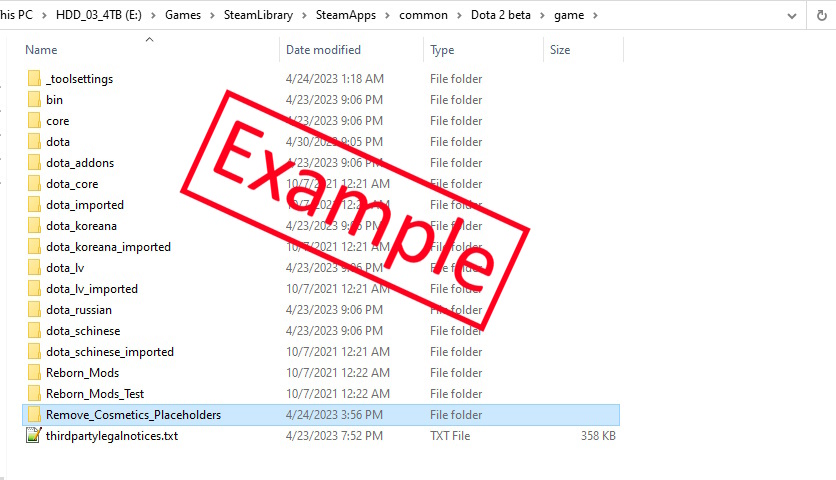 his PC > HDD_03_4TB (E:) > Games > SteamLibrary > SteamApps > common > Dota 2 beta > game >
Name Date modified Type Size
_toolsettings 4/24/2023 1:18 AM File folder
bin 4/23/2023 9:06 PM File folder
core 4/23/2023 9:06 PM File folder
dota 4/30/2023 9:05 PM File folder
dota_addons 4/23/2023 9:06 PM File folder
dota_core 10/7/2021 12:21 AM File folder
dota_imported 10/7/2021 AM File folder
dota_koreana 4/23/2023 9:06 PM File folder
dota_koreana_imported 10/7/2021 12:21 AM File folder
dota_lv 4/23/2023 9:06 PM File folder
dota_lv_imported 10/7/2021 12:21 AM File folder
dota_russian 4/23/2023 9:06 PM File folder
dota_schinese 4/23/2023 9:06 PM File folder
dota_schinese_imported 10/7/2021 12:21 AM File folder
Reborn_Mods 10/7/2021 12:22 AM File folder
Reborn_Mods_Test 10/7/2021 12:22 AM File folder
Remove_Cosmetics_Placeholders 4/24/2023 3:56 PM File folder
thirdpartylegalnotices.txt 4/23/2023 7:52 PM TXT File 358 KB
Example